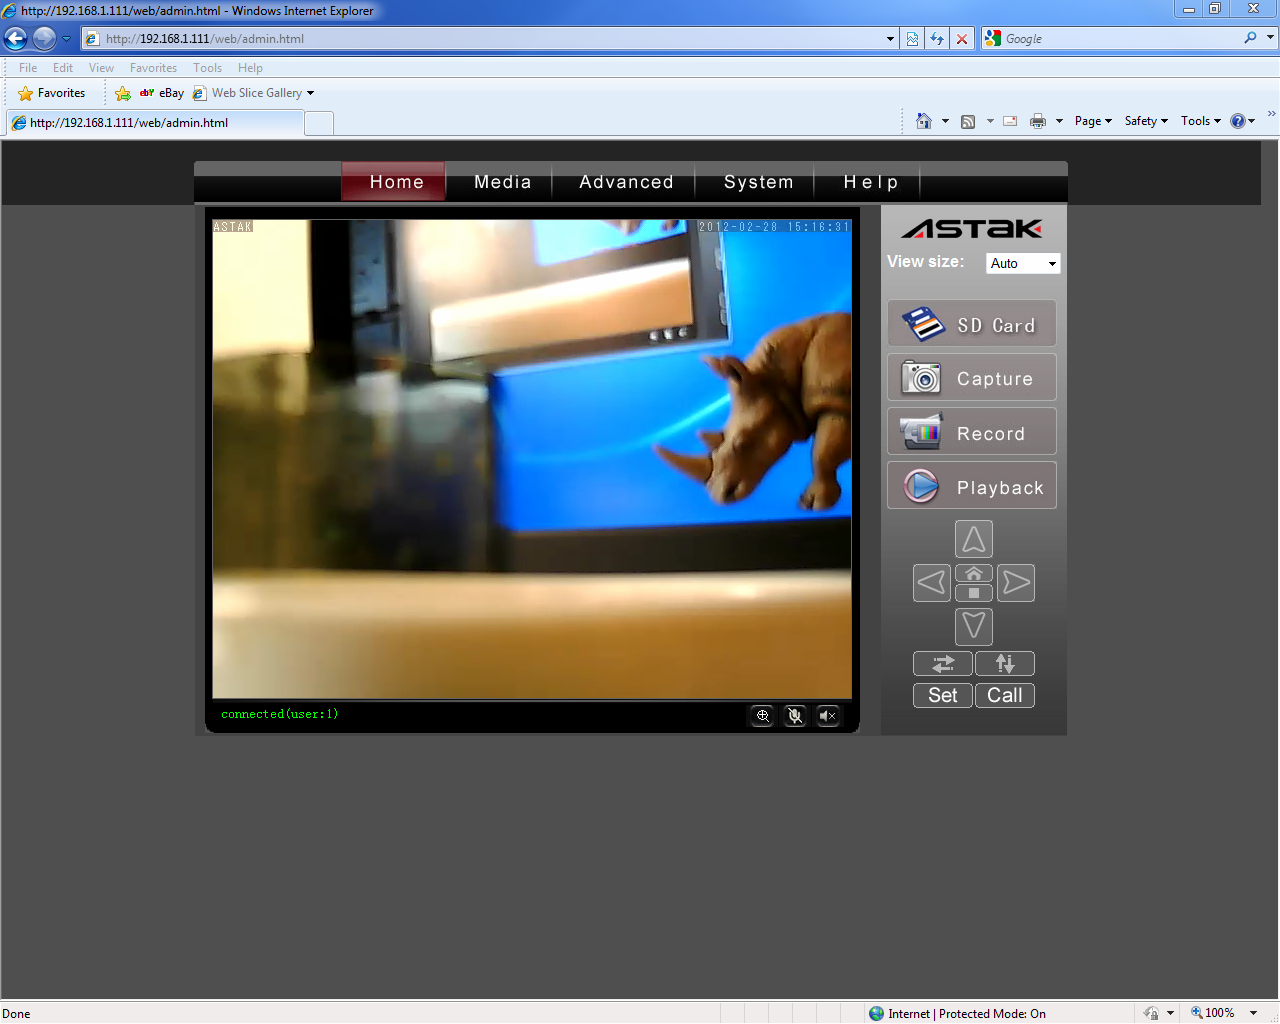 http://192.168.1.111/web/admin.html - Windows Internet Explorer
http://192.168.1.111/web/admin.html
Google
File Edit View Favorites Tools Help
Favorites
ebY eBay
Web Slice Gallery
http://192.168.1.111/web/admin.html
Page
Safety
Tools
Home
Media
Advanced
System
Help
ASTAK
2012-02-28 15:16:31
ASTAK
View size:
Auto
SD Card
Capture
Record
Playback
Set
Call
connected(user:1)
Done
Internet | Protected Mode: On
100%